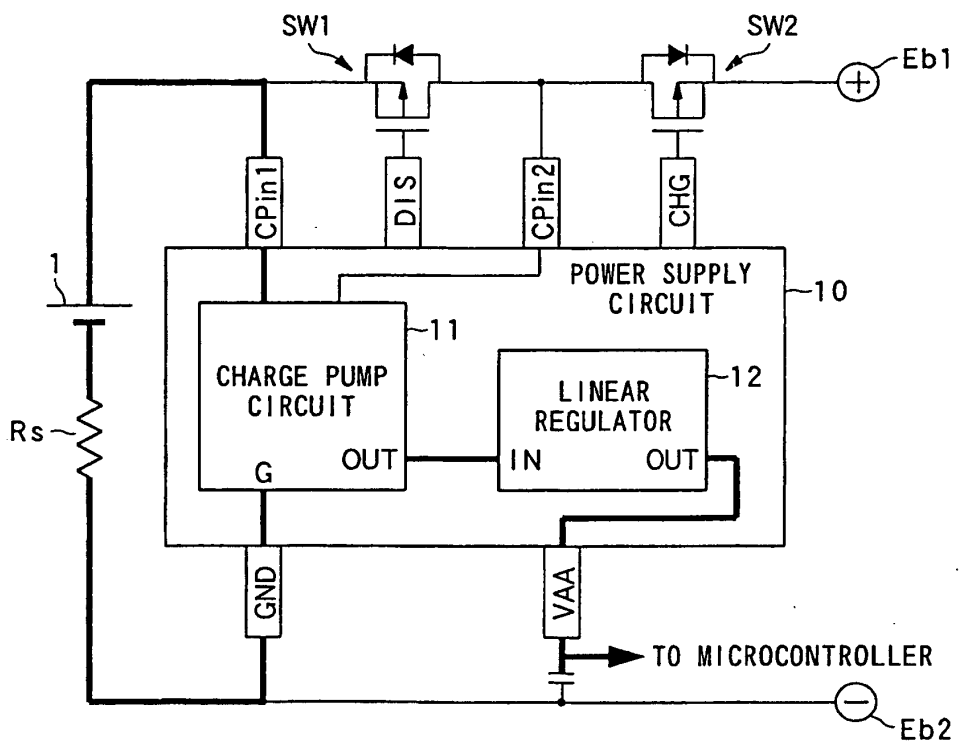 SW1
SW2
Eb1
CPin1
DIS
CPin2
CHG
1
POWER SUPPLY
CIRCUIT
10
11
CHARGE PUMP
CIRCUIT
12
LINEAR
REGULATOR
Rs
OUT
IN
OUT
G
GND
VAA
TO MICROCONTROLLER
Eb2